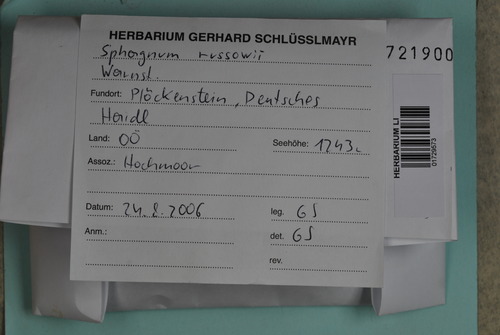 HERBARIUM GERHARD SCHLÜSSLMAYR
Sphagnum russowii
Warnst.
Fundort: Plöckenstein, Deutsches
Haidl
Land: OÖ
Seehöhe: 1243
Assoz.: Hochmoor
Datum: 24.8.2006
leg. GS
Anm.:
det. GS
rev.
721900
HERBARIUM LI
01729573